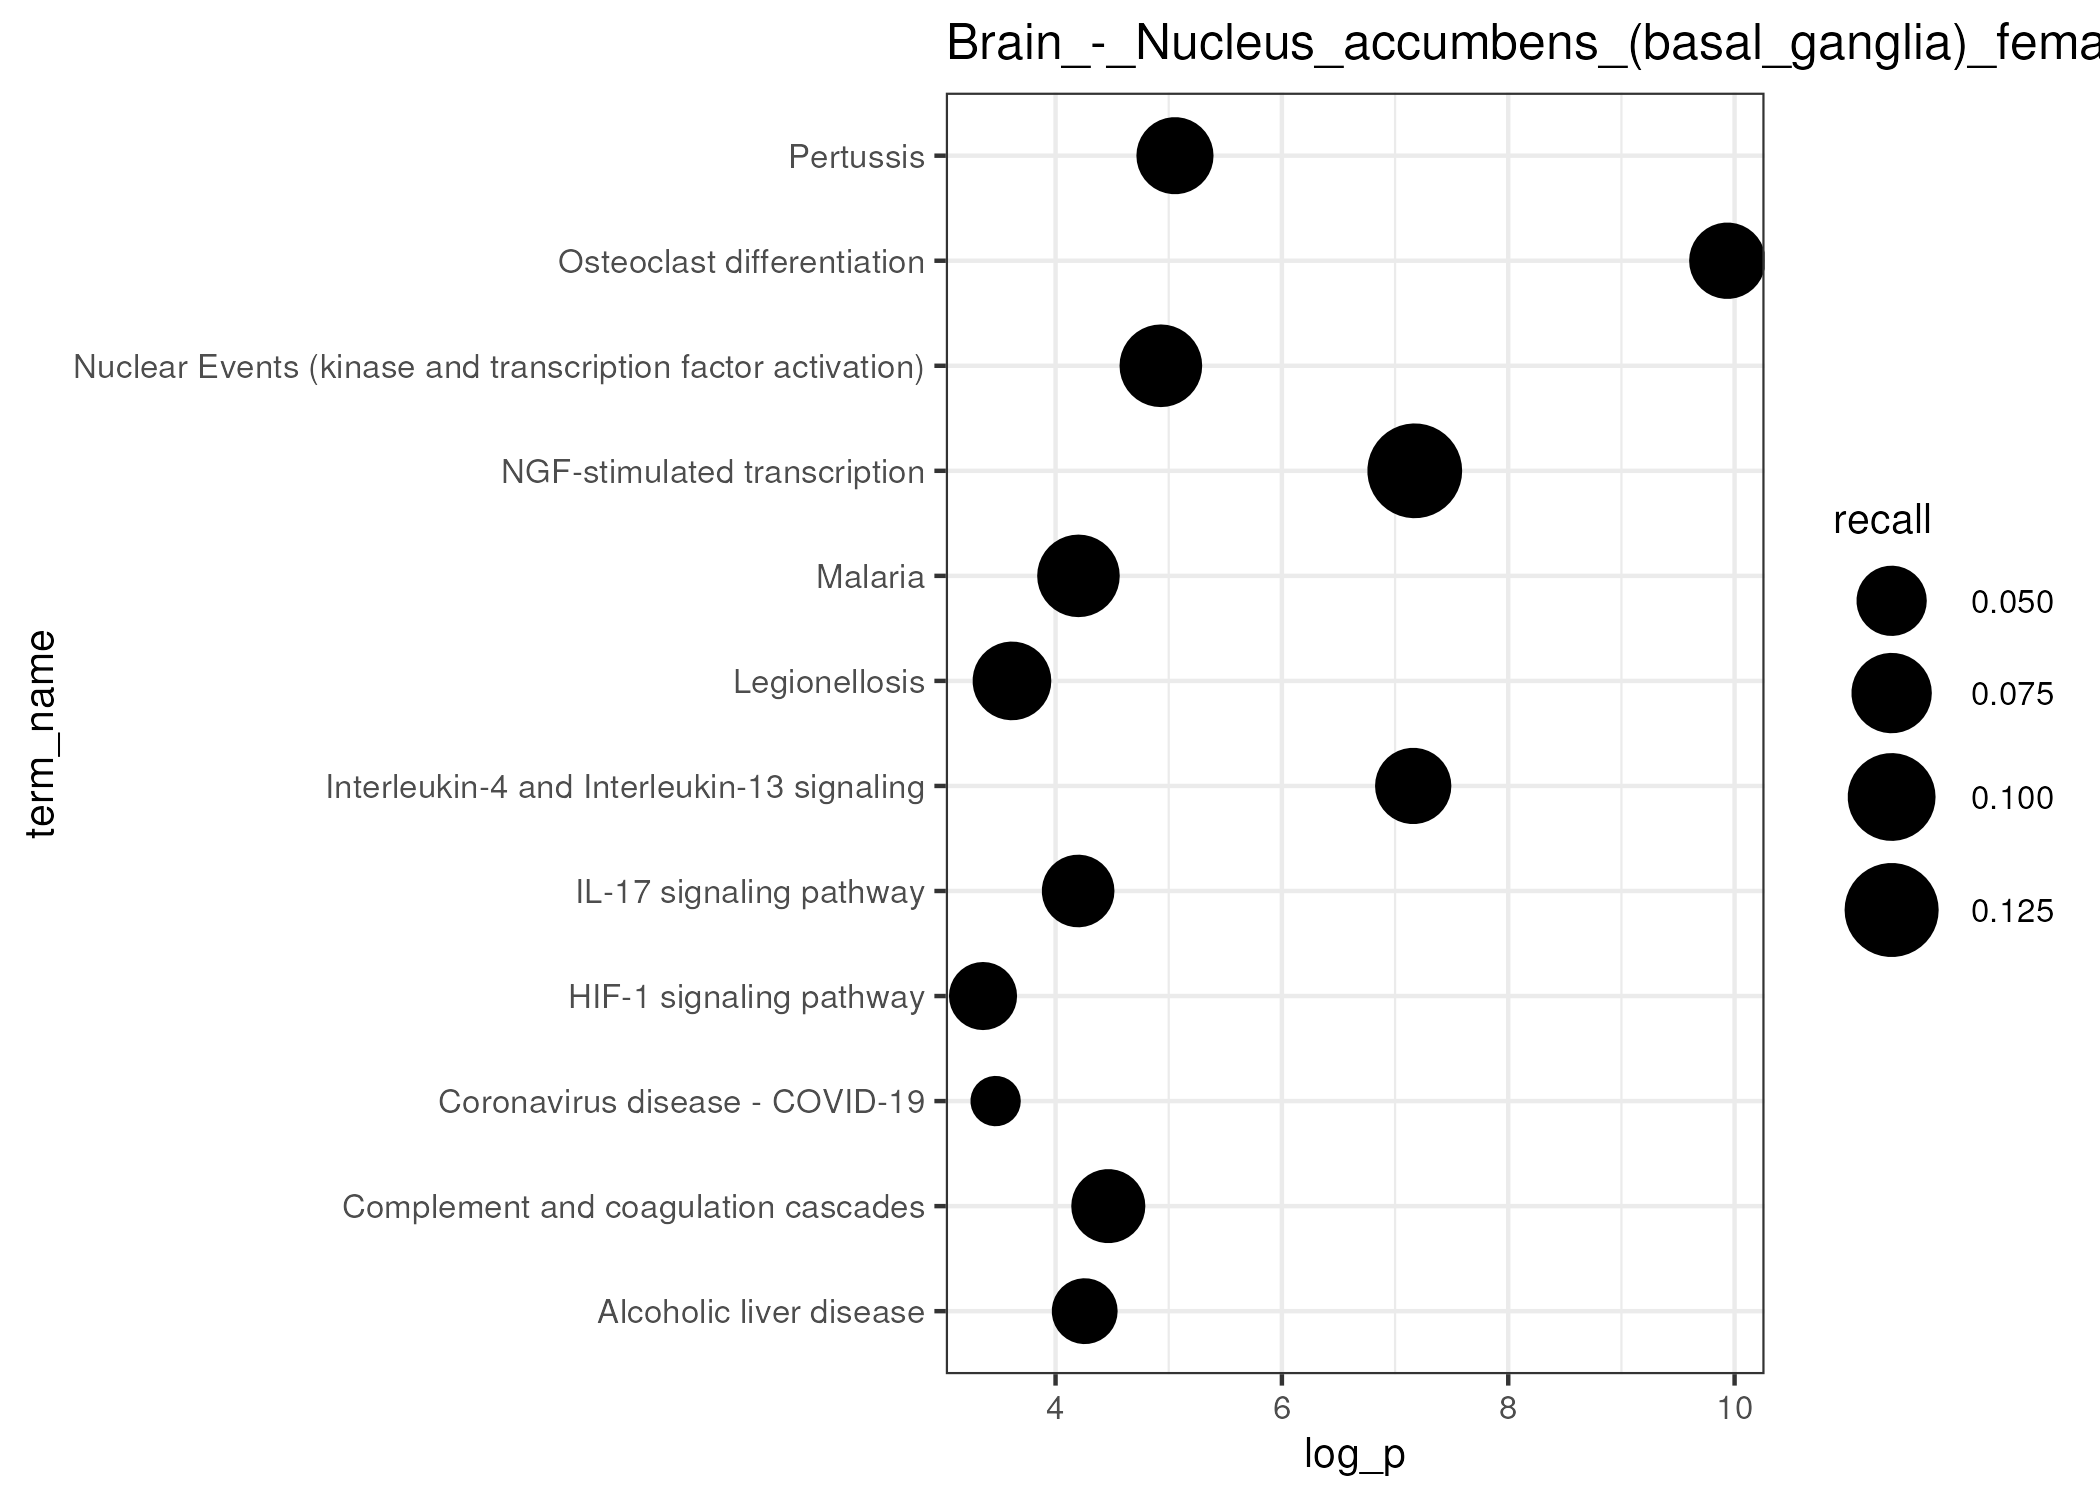 Brain_-_Nucleus_accumbens_(basal_ganglia)_fema
Pertussis
Osteoclast differentiation
Nuclear Events (kinase and transcription factor activation)
NGF-stimulated transcription
Malaria
Legionellosis
Interleukin-4 and Interleukin-13 signaling
IL-17 signaling pathway
HIF-1 signaling pathway
Coronavirus disease - COVID-19
Complement and coagulation cascades
Alcoholic liver disease
term_name
4 6 8 10
log_p
recall
0.050
0.075
0.100
0.125